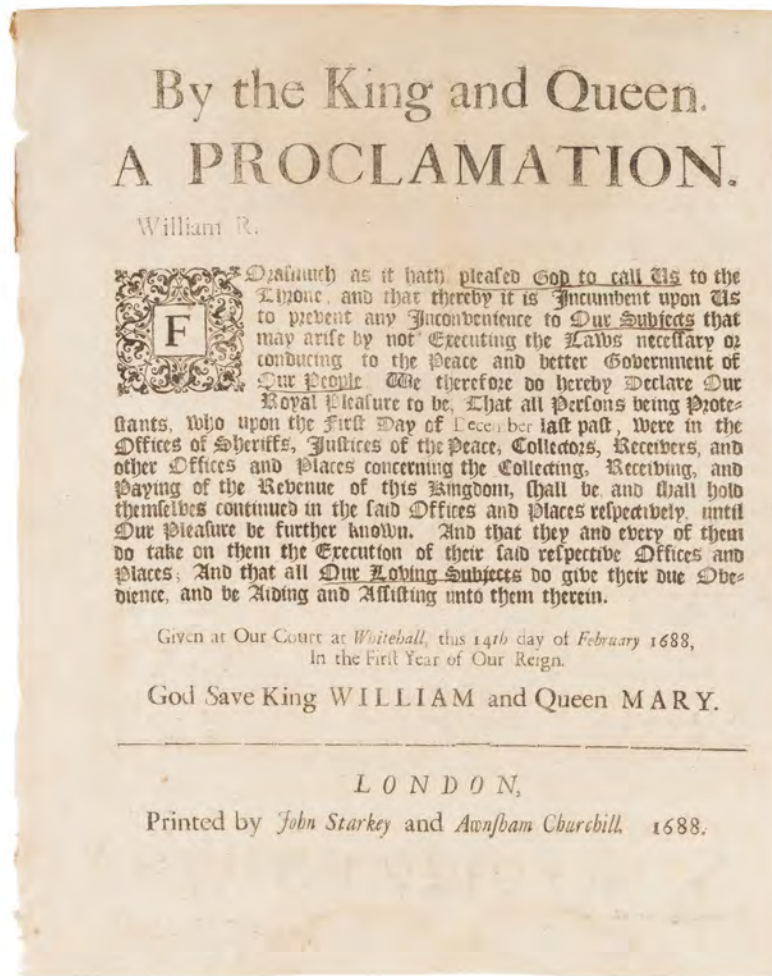 By the King and Queen.
A PROCLAMATION.
William R.
FOraſmuch as it hath pleaſed God to call Us to the
Throne, and that thereby it is Incumbent upon Us
to prevent any Inconvenience to Our Subjects that
may ariſe by not Executing the Laws neceſſary or
conducing to the Peace and better Government of
Our People. We therefore do hereby Declare Our
Royal Pleaſure to be, That all Perſons being Prote-
ſtants, who upon the Firſt Day of December laſt paſt, were in the
Offices of Sheriffs, Juſtices of the Peace, Collectors, Receivers, and
other Offices and Places concerning the Collecting, Receiving, and
Paying of the Revenue of this Kingdom, ſhall be and ſhall hold
themſelves continued in the ſaid Offices and Places reſpectively, until
Our Pleaſure be further known. And that they and every of them
do take on them the Execution of their ſaid reſpective Offices and
Places; And that all Our Loving Subjects do give their due Obe-
dience, and be Aiding and Aſſiſting unto them therein.
Given at Our Court at Whitehall, this 14th day of February 1688,
In the Firſt Year of Our Reign.
God Save King WILLIAM and Queen MARY.
LONDON,
Printed by John Starkey and Awnſham Churchill. 1688.